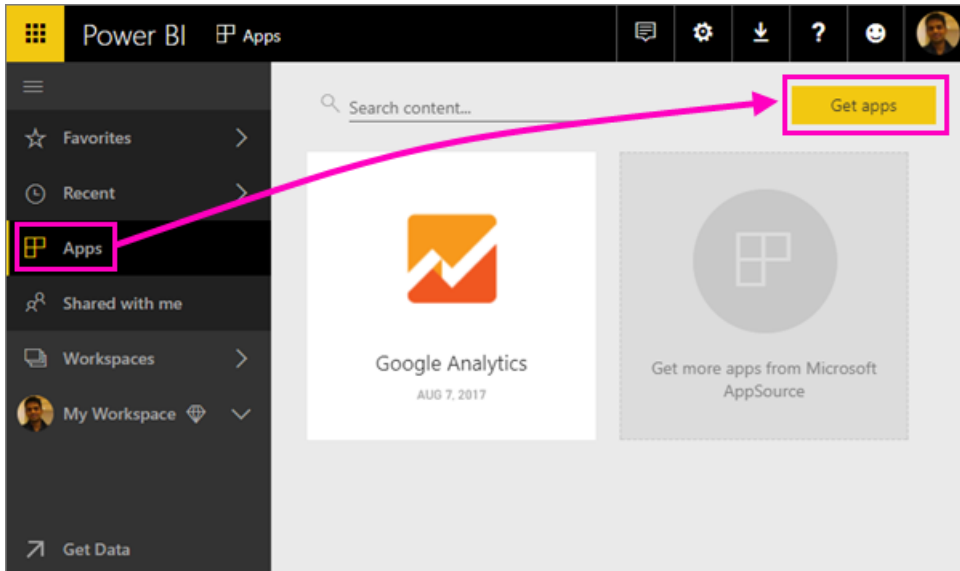 Power BI
Apps
Search content...
Get apps
Favorites
Recent
Apps
Shared with me
Workspaces
My Workspace
Get Data
Google Analytics
AUG 7, 2017
Get more apps from Microsoft
AppSource
?